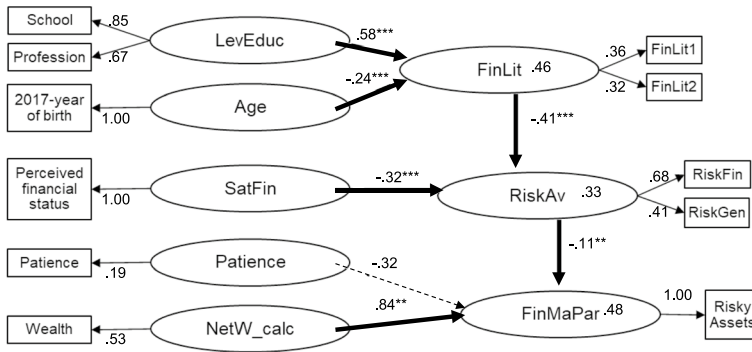 School
.85
LevEduc
.58***
Profession
.67
2017-year
of birth
1.00
Age
-.24***
FinLit .46
.36
FinLit1
.32
FinLit2
-.41***
Perceived
financial
status
1.00
SatFin
-.32***
RiskAv .33
.68
RiskFin
.41
RiskGen
-.11**
Patience
.19
Patience
-.32
Wealth
.53
NetW_calc
.84**
FinMaPar .48
1.00
Risky
Assets